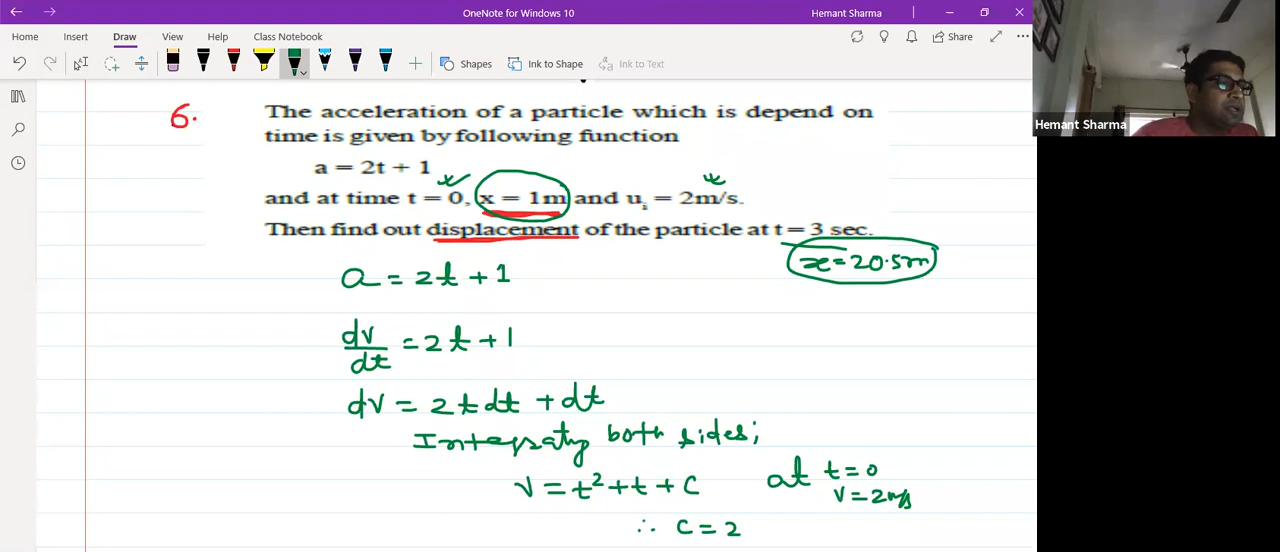 OneNote for Windows 10
Hemant Sharma
Home Insert Draw View Help Class Notebook
Share
Shapes Ink to Shape Ink to Text
Hemant Sharma
6.
The acceleration of a particle which is depend on
time is given by following function
a = 2t + 1
and at time t = 0, x = 1m and uᵢ = 2m/s.
Then find out displacement of the particle at t = 3 sec.
x = 20.5m
a = 2t + 1
dv/dt = 2t + 1
dv = 2t dt + dt
Integratig both sides;
v = t² + t + c
at t = 0
v = 2m/s
∴ c = 2